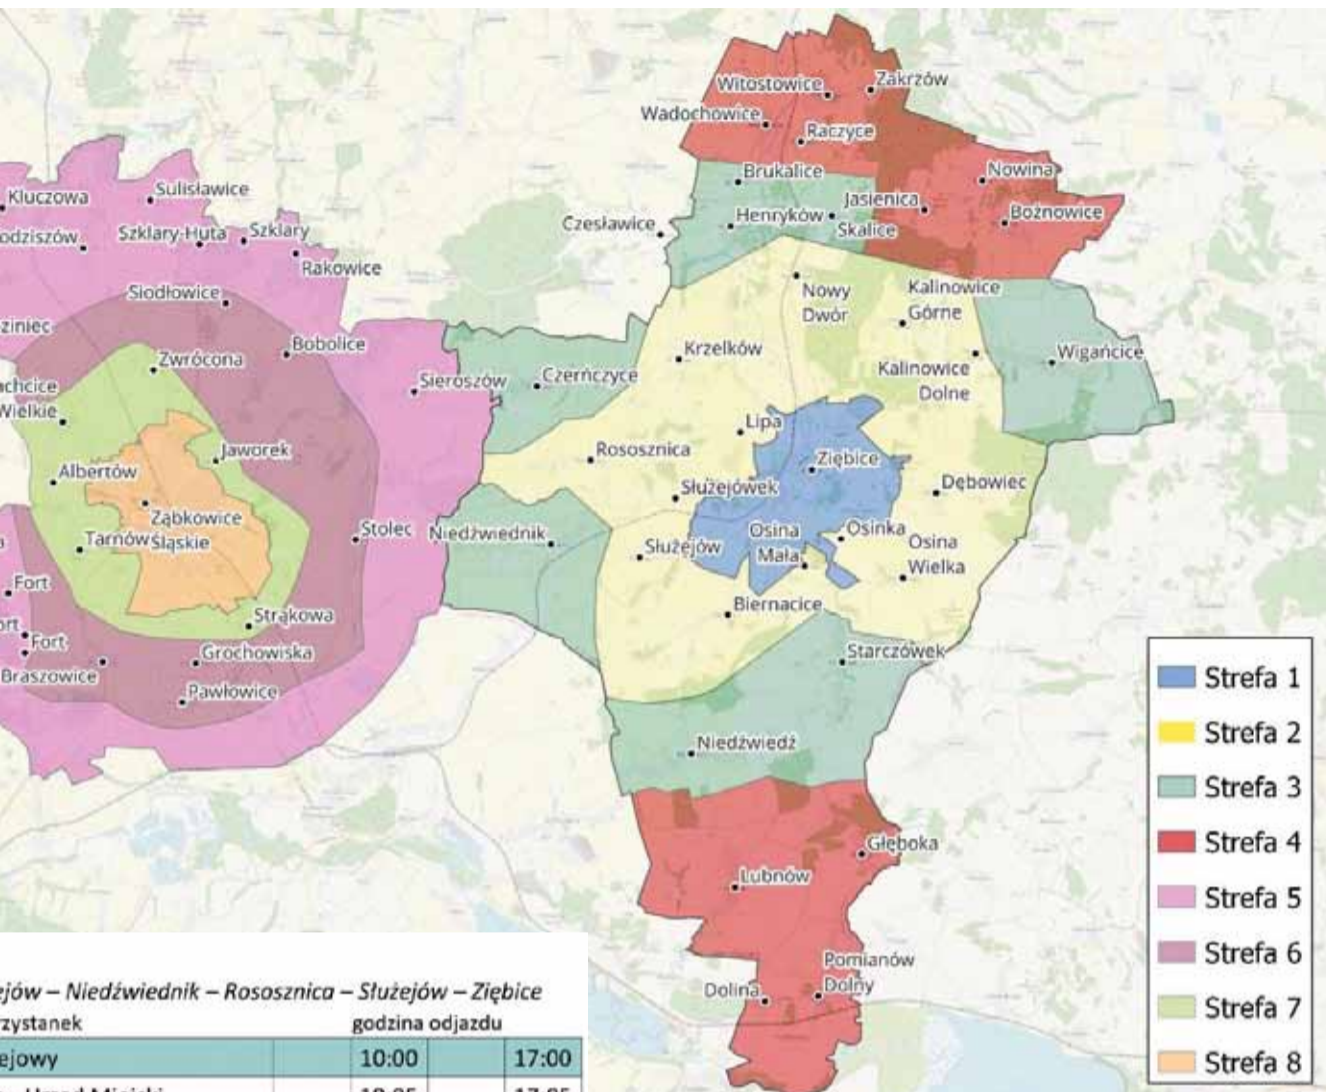 Witostowice
Zakrzów
Wadochowice
Raczyce
Brukalice
Nowina
Kluczowa
Sulisławice
Jasienica
Henryków
Bożnowice
Czesławice
Skalice
odziszów
Szklary-Huta
Szklary
Rakowice
Siodłowice
Nowy
Dwór
Kalinowice
Górne
ziniec
Bobolice
Zwrócona
Krzelków
Wigańcice
Kalinowice
Dolne
achcice
Wielkie
Sieroszów
Czerńczyce
Lipa
Jaworek
Rososznica
Ziębice
Albertów
Służejówek
Dębowiec
Ząbkowice
Śląskie
Tarnów
Stolec
Niedźwiednik
Osina
Mała
Osinka
Osina
Wielka
Służejów
a
Fort
Biernacice
ort
Fort
Strąkowa
Grochowiska
Starczówek
Braszowice
Pawłowice
Niedźwiedź
Głęboka
Lubnów
Pomianów
Dolny
Dolina
Strefa 1
Strefa 2
Strefa 3
Strefa 4
Strefa 5
Strefa 6
Strefa 7
Strefa 8
ejów – Niedźwiednik – Rososznica – Służejów – Ziębice
rzystanek godzina odjazdu
ejowy 10:00 17:00